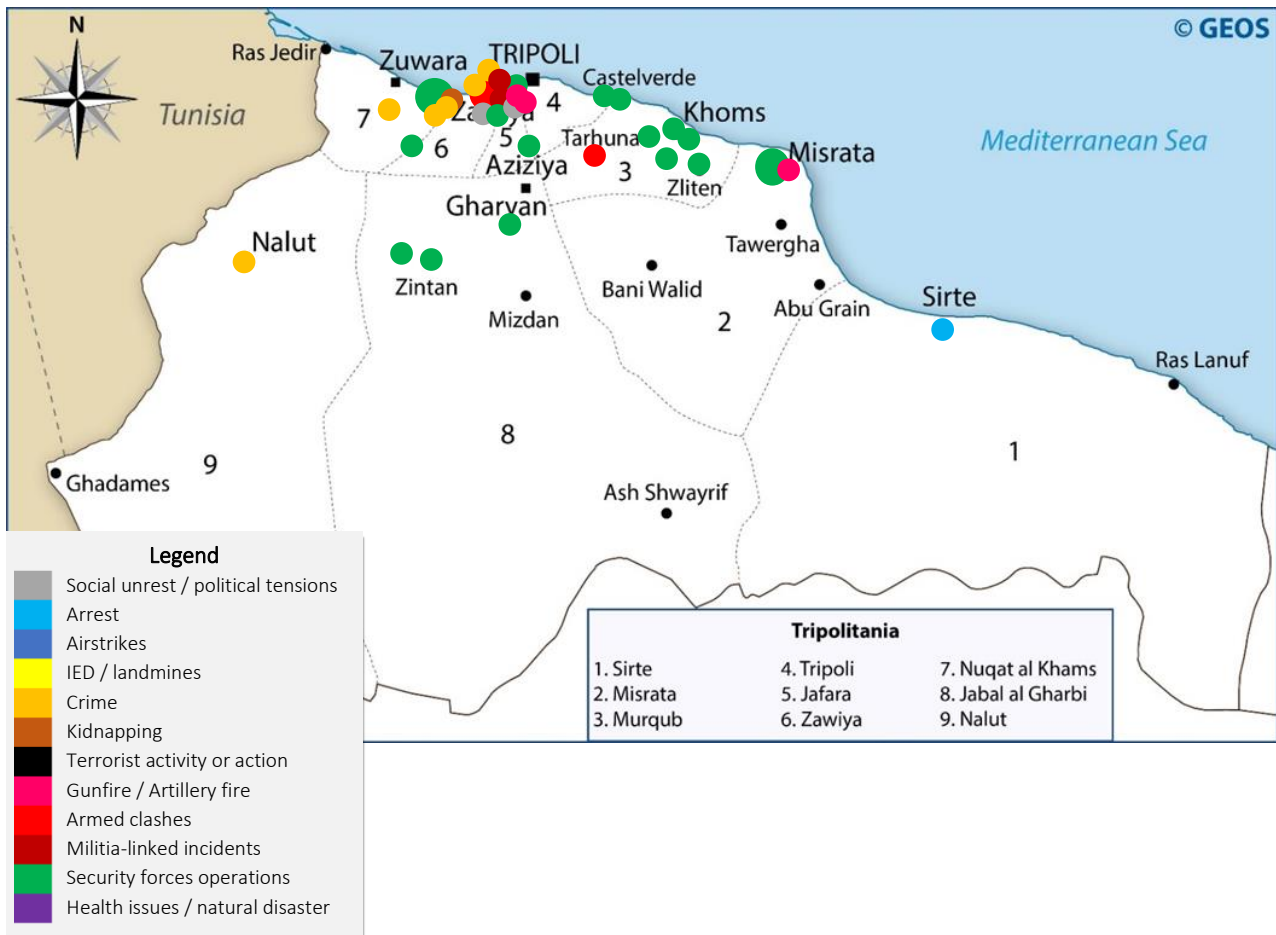 N
© GEOS
Ras Jedir
Zuwara
TRIPOLI
Castelverde
Tunisia
7
Zawiya
4
Khoms
Mediterranean Sea
6
5
Tarhuna
Misrata
Aziziya
3
Zliten
Gharyan
Nalut
Tawergha
Zintan
Bani Walid
Abu Grain
Sirte
Mizdan
2
Ras Lanuf
8
1
9
Ghadames
Ash Shwayrif
Legend
Social unrest / political tensions
Arrest
Airstrikes
IED / landmines
Crime
Kidnapping
Terrorist activity or action
Gunfire / Artillery fire
Armed clashes
Militia-linked incidents
Security forces operations
Health issues / natural disaster
Tripolitania
1. Sirte
2. Misrata
3. Murqub
4. Tripoli
5. Jafara
6. Zawiya
7. Nuqat al Khams
8. Jabal al Gharbi
9. Nalut